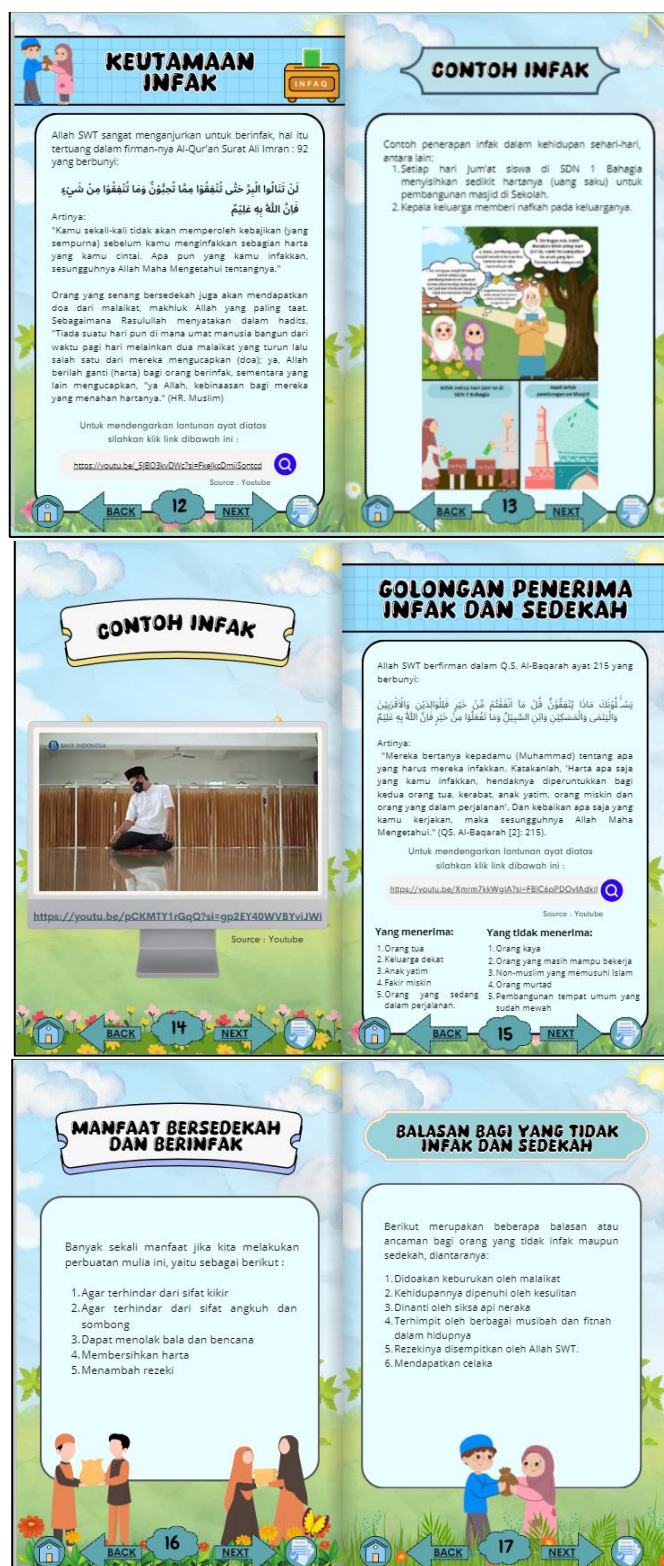 KEUTAMAAN
INFAK
INFAQ
Allah SWT sangat menganjurkan untuk berinfak, hal itu
tertuang dalam firman-nya Al-Qur'an Surat Ali Imran : 92
yang berbunyi:
لَنْ تَنَالُوا الْبِرَّ حَتّٰى تُنْفِقُوْا مِمَّا تُحِبُّوْنَۗ وَمَا تُنْفِقُوْا مِنْ شَيْءٍ
فَاِنَّ اللّٰهَ بِهٖ عَلِيْمٌ
Artinya:
"Kamu sekali-kali tidak akan memperoleh kebajikan (yang
sempurna) sebelum kamu menginfakkan sebagian harta
yang kamu cintai. Apa pun yang kamu infakkan,
sesungguhnya Allah Maha Mengetahui tentangnya."
Orang yang senang bersedekah juga akan mendapatkan
doa dari malaikat, makhluk Allah yang paling taat.
Sebagaimana Rasulullah menyatakan dalam hadits,
"Tiada suatu hari pun di mana umat manusia bangun dari
waktu pagi hari melainkan dua malaikat yang turun lalu
salah satu dari mereka mengucapkan (doa); ya, Allah
berilah ganti (harta) bagi orang berinfak, sementara yang
lain mengucapkan, "ya Allah, kebinaasan bagi mereka
yang menahan hartanya." (HR. Muslim)
Untuk mendengarkan lantunan ayat diatas
silahkan klik link dibawah ini :
Source : Youtube
BACK
12
NEXT
CONTOH INFAK
Contoh penerapan infak dalam kehidupan sehari-hari,
antara lain:
1.Setiap hari Jum'at siswa di SDN 1 Bahagia
menyisihkan sedikit hartanya (uang saku) untuk
pembangunan masjid di Sekolah.
2.Kepala keluarga memberi nafkah pada keluarganya.
Infak setiap hari Jum'at di
SDN 1 Bahagia
Hasil Infak
pembangunan Masjid
BACK
13
NEXT
CONTOH INFAK
BANK INDONESIA
https://youtu.be/pCKMTY1rGqQ?si=gp2EY40WVBYviJWi
Source : Youtube
BACK
14
NEXT
GOLONGAN PENERIMA
INFAK DAN SEDEKAH
Allah SWT berfirman dalam Q.S. Al-Baqarah ayat 215 yang
berbunyi:
يَسْـَٔلُوْنَكَ مَاذَا يُنْفِقُوْنَۗ قُلْ مَآ اَنْفَقْتُمْ مِّنْ خَيْرٍ فَلِلْوَالِدَيْنِ وَالْاَقْرَبِيْنَ
وَالْيَتٰمٰى وَالْمَسٰكِيْنِ وَابْنِ السَّبِيْلِۗ وَمَا تَفْعَلُوْا مِنْ خَيْرٍ فَاِنَّ اللّٰهَ بِهٖ عَلِيْمٌ
Artinya:
"Mereka bertanya kepadamu (Muhammad) tentang apa
yang harus mereka infakkan. Katakanlah, 'Harta apa saja
yang kamu infakkan, hendaknya diperuntukkan bagi
kedua orang tua, kerabat, anak yatim, orang miskin dan
orang yang dalam perjalanan'. Dan kebaikan apa saja yang
kamu kerjakan, maka sesungguhnya Allah Maha
Mengetahui." (QS. Al-Baqarah [2]: 215).
Untuk mendengarkan lantunan ayat diatas
silahkan klik link dibawah ini :
Source : Youtube
Yang menerima:
1.Orang tua
2.Keluarga dekat
3.Anak yatim
4.Fakir miskin
5.Orang yang sedang
dalam perjalanan.
Yang tidak menerima:
1.Orang kaya
2.Orang yang masih mampu bekerja
3.Non-muslim yang memusuhi Islam
4.Orang murtad
5.Pembangunan tempat umum yang
sudah mewah
BACK
15
NEXT
MANFAAT BERSEDEKAH
DAN BERINFAK
Banyak sekali manfaat jika kita melakukan
perbuatan mulia ini, yaitu sebagai berikut :
1.Agar terhindar dari sifat kikir
2.Agar terhindar dari sifat angkuh dan
sombong
3.Dapat menolak bala dan bencana
4.Membersihkan harta
5.Menambah rezeki
BACK
16
NEXT
BALASAN BAGI YANG TIDAK
INFAK DAN SEDEKAH
Berikut merupakan beberapa balasan atau
ancaman bagi orang yang tidak infak maupun
sedekah, diantaranya:
1.Didoakan keburukan oleh malaikat
2.Kehidupannya dipenuhi oleh kesulitan
3.Dinanti oleh siksa api neraka
4.Terhimpit oleh berbagai musibah dan fitnah
dalam hidupnya
5.Rezekinya disempitkan oleh Allah SWT.
6.Mendapatkan celaka
BACK
17
NEXT